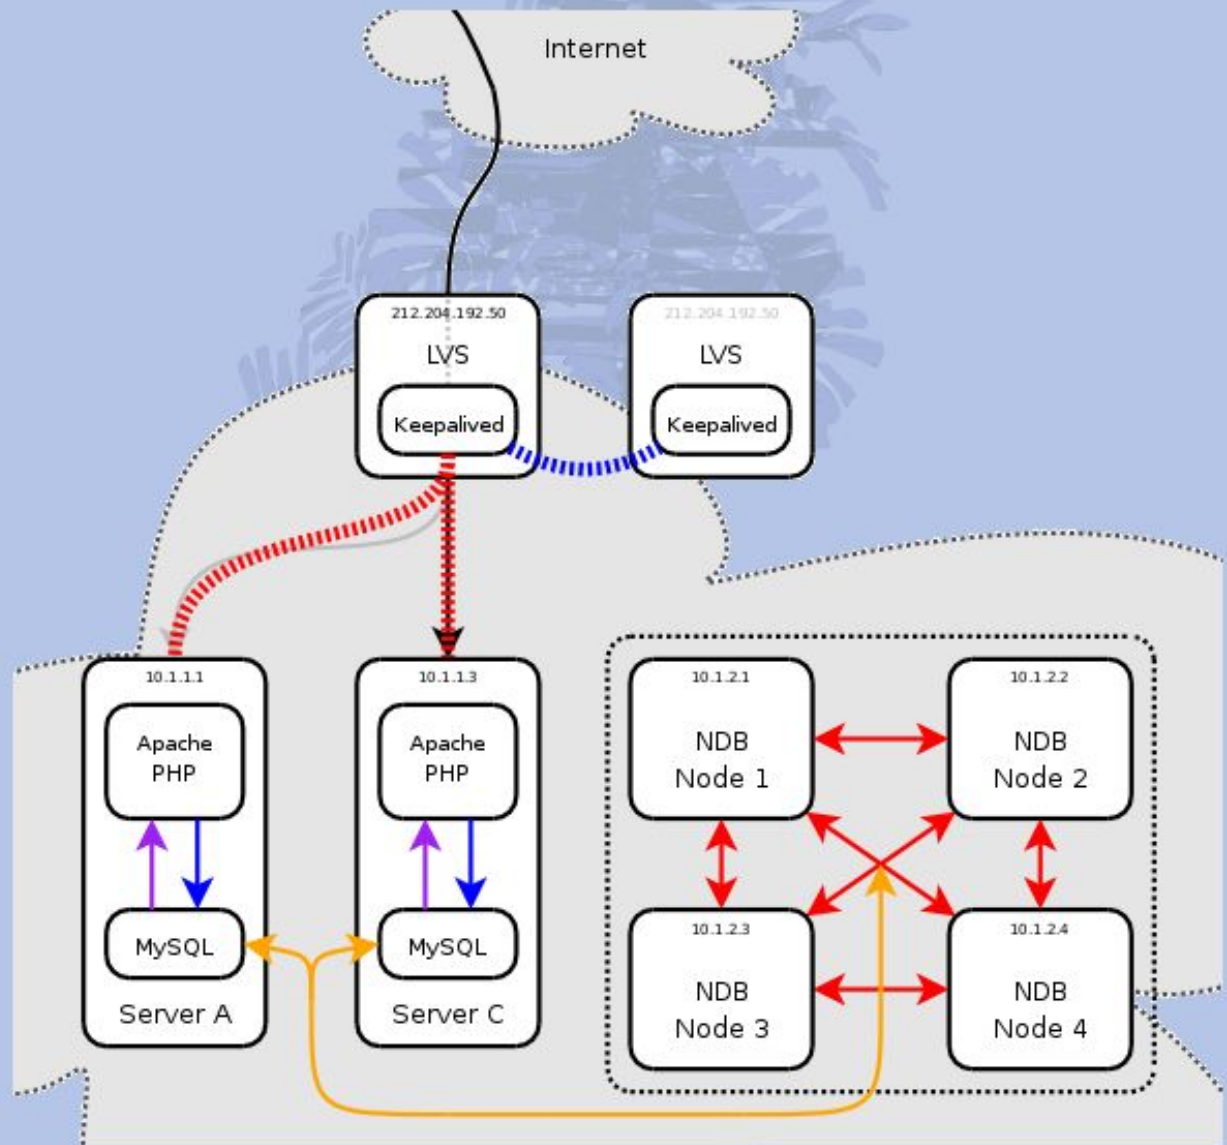 Internet
212.204.192.50
LVS
Keepalived
212.204.192.50
LVS
Keepalived
10.1.1.1
Apache
PHP
MySQL
Server A
10.1.1.3
Apache
PHP
MySQL
Server C
10.1.2.1
NDB
Node 1
10.1.2.2
NDB
Node 2
10.1.2.3
NDB
Node 3
10.1.2.4
NDB
Node 4